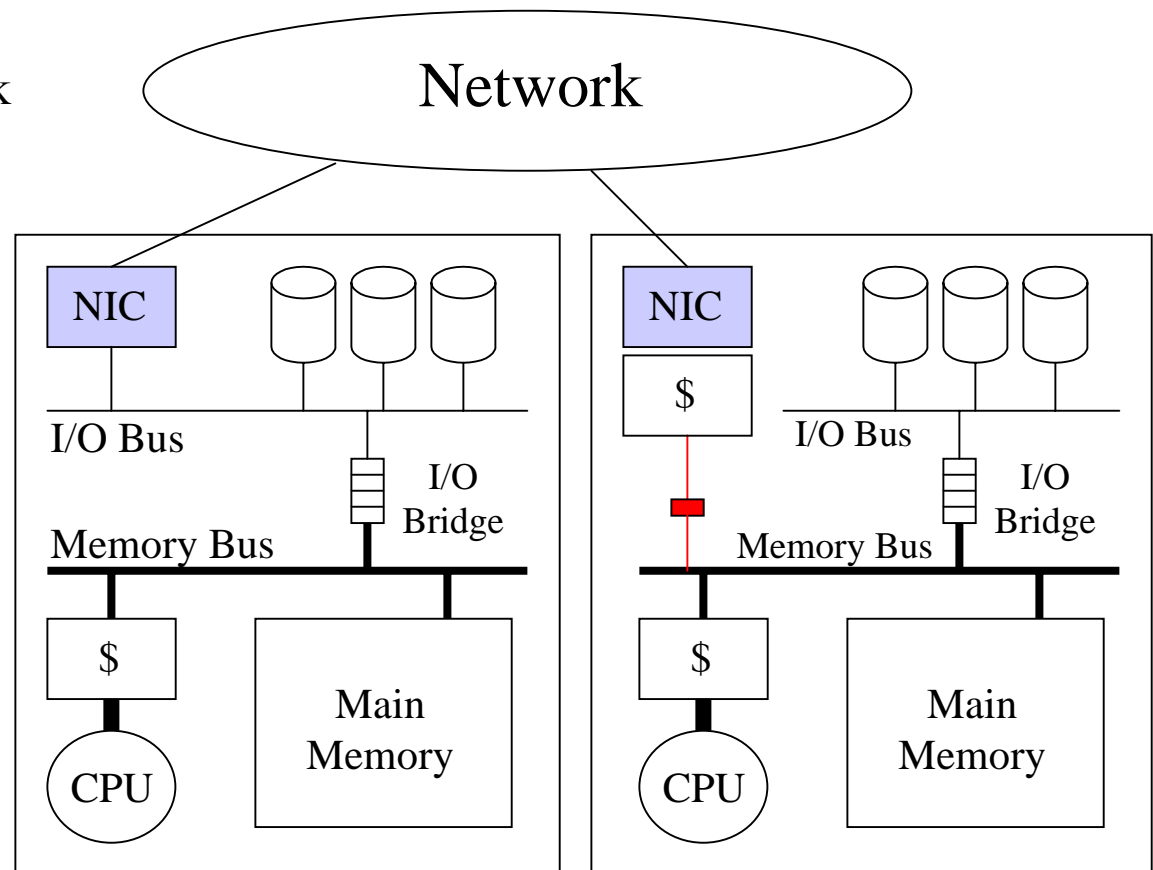 k
Network
NIC
I/O Bus
I/O
Bridge
Memory Bus
$
Main
Memory
CPU
NIC
$
I/O Bus
I/O
Bridge
Memory Bus
$
Main
Memory
CPU